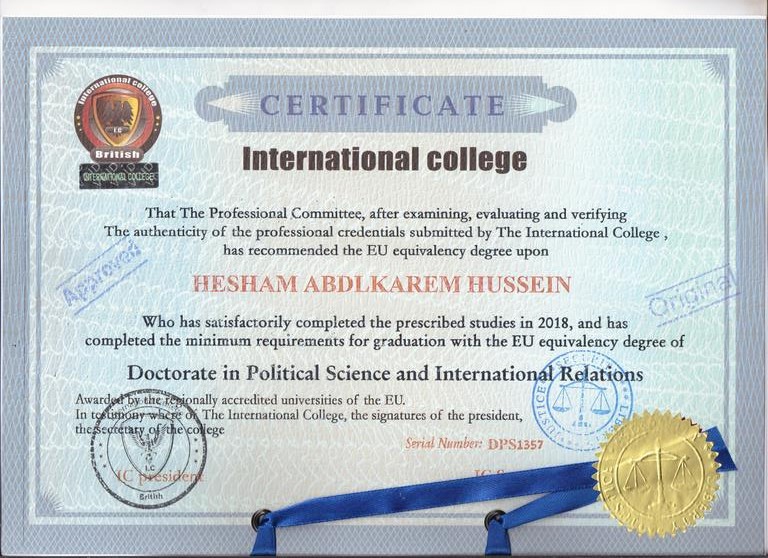 International college
I.C
British
INTERNATIONAL COLLEGE
CERTIFICATE
International college
That The Professional Committee, after examining, evaluating and verifying
The authenticity of the professional credentials submitted by The International College ,
has recommended the EU equivalency degree upon
Approved
HESHAM ABDLKAREM HUSSEIN
Original
Who has satisfactorily completed the prescribed studies in 2018, and has
completed the minimum requirements for graduation with the EU equivalency degree of
Doctorate in Political Science and International Relations
Awarded by the regionally accredited universities of the EU.
In testimony where of The International College, the signatures of the president,
the secretary of the college
Serial Number: DPS1357
IC president
IC
I.C
British
JUSTICE SECURITY